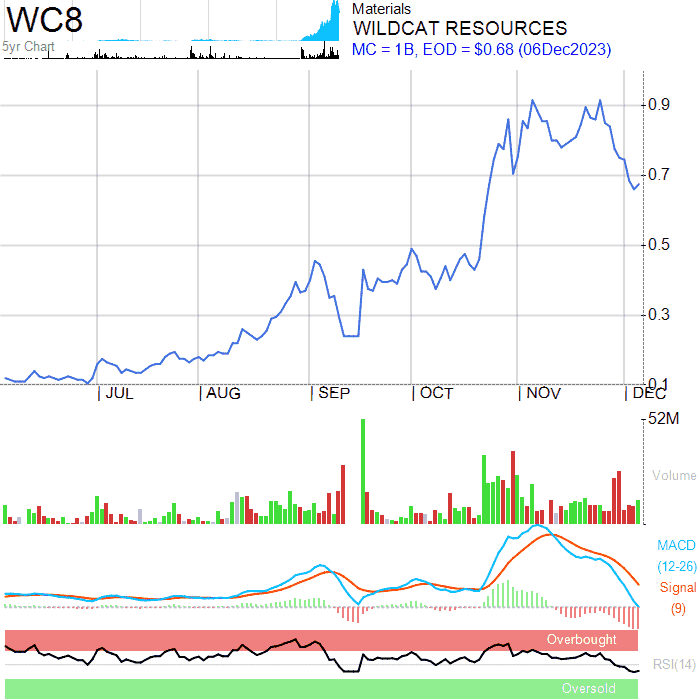 WC8
5yr Chart
Materials
WILDCAT RESOURCES
MC = 1B, EOD = $0.68 (06Dec2023)
0.9
0.7
0.5
0.3
0.1
JUL AUG SEP OCT NOV DEC
52M
Volume
MACD
(12-26)
Signal
(9)
Overbought
RSI(14)
Oversold